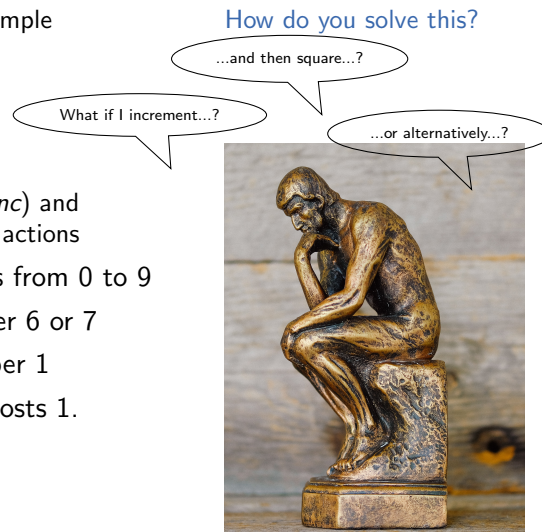 mple
How do you solve this?
...and then square...?
What if I increment...?
...or alternatively...?
nc) and
actions
s from 0 to 9
er 6 or 7
ber 1
osts 1.